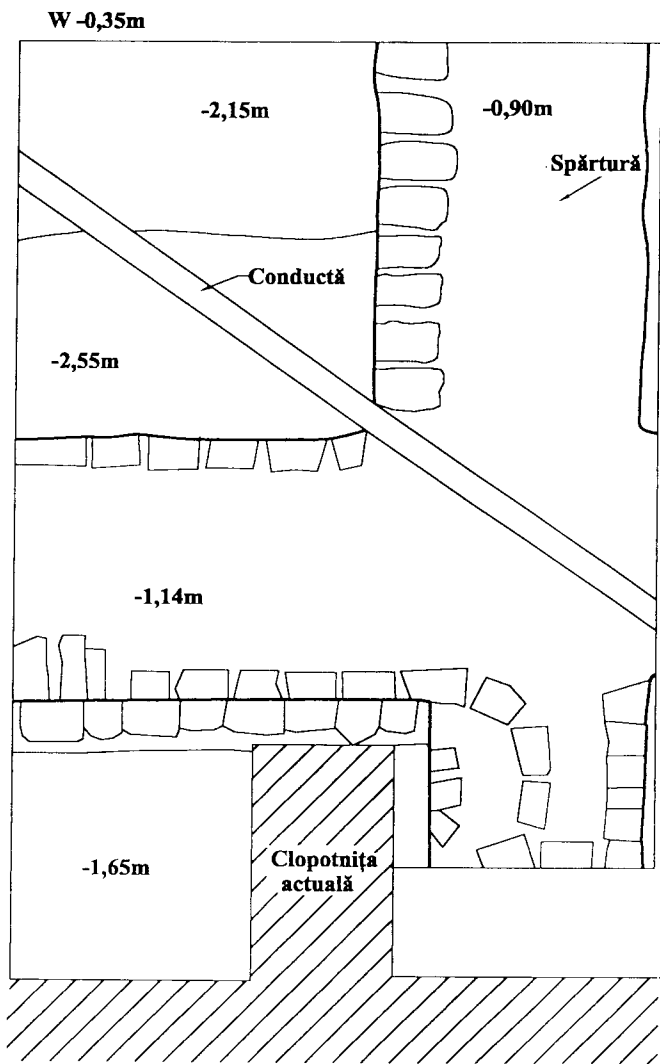 W -0,35m
-2,15m
-0,90m
Spărtură
Conductă
-2,55m
-1,14m
-1,65m
Clopotnița
actuală